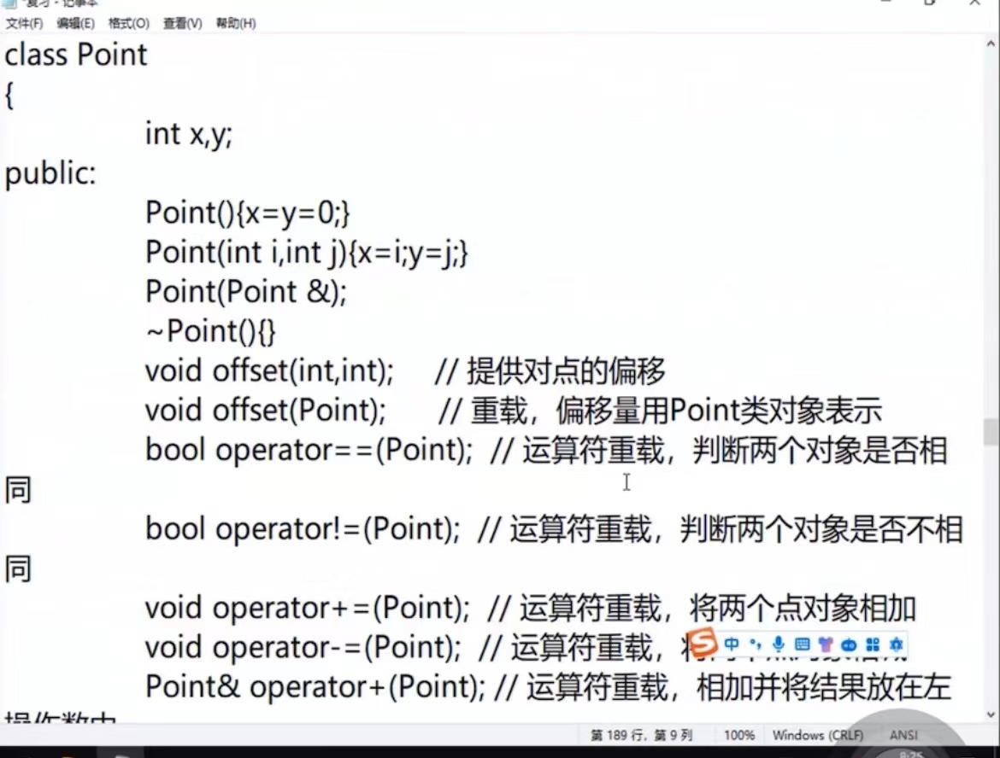 *复习 - 记事本
文件(F) 编辑(E) 格式(O) 查看(V) 帮助(H)
class Point
{
int x,y;
public:
Point(){x=y=0;}
Point(int i,int j){x=i;y=j;}
Point(Point &);
~Point(){}
void offset(int,int); // 提供对点的偏移
void offset(Point); // 重载，偏移量用Point类对象表示
bool operator==(Point); // 运算符重载，判断两个对象是否相
同
bool operator!=(Point); // 运算符重载，判断两个对象是否不相
同
void operator+=(Point); // 运算符重载，将两个点对象相加
void operator-=(Point); // 运算符重载，
中
Point& operator+(Point); // 运算符重载，相加并将结果放在左
操作数中
第 189 行，第 9 列 100% Windows (CRLF) ANSI
8:25